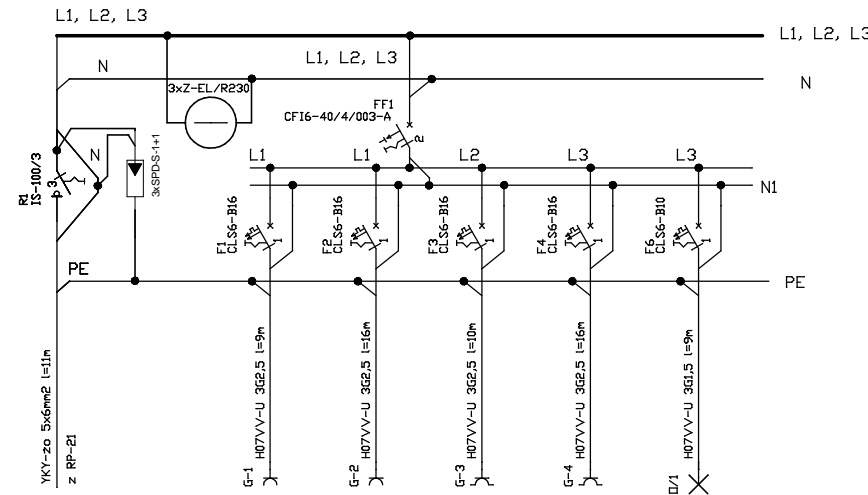 L1, L2, L3
L1, L2, L3
L1, L2, L3
N
N
3xZ-EL/R230
FF1
CFI6-40/4/003-A
2
R1
IS-100/3
3
N
3xSPD-S-1+1
L1
L1
L2
L3
L3
N1
F1
CLS6-B16
1
F2
CLS6-B16
1
F3
CLS6-B16
1
F4
CLS6-B16
1
F6
CLS6-B10
1
PE
PE
YKY-żo 5x6mm2 l=11m
z RP-21
H07VV-U 3G2,5 l=9m
H07VV-U 3G2,5 l=16m
H07VV-U 3G2,5 l=10m
H07VV-U 3G2,5 l=16m
H07VV-U 3G1,5 l=9m
G-1
G-2
G-3
G-4